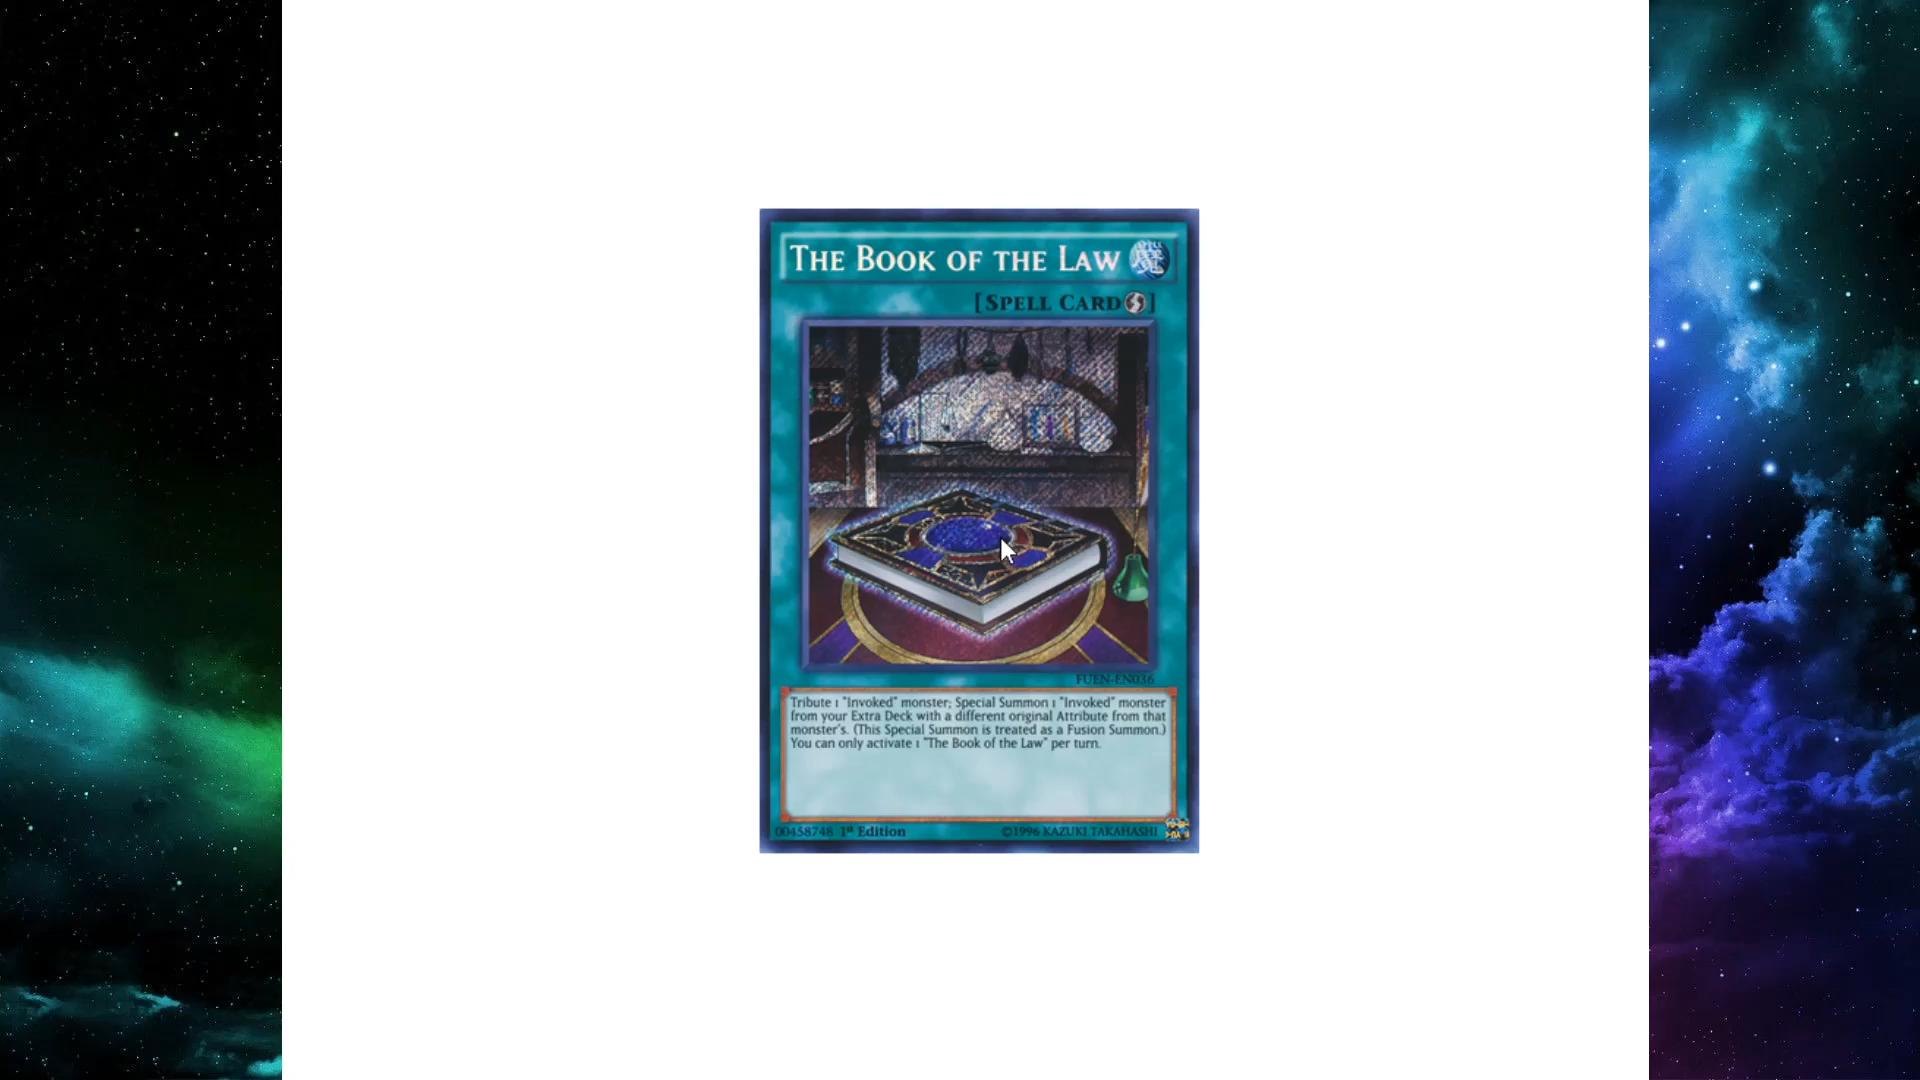 THE BOOK OF THE LAW
[SPELL CARD]
FUEN-EN036
Tribute 1 "Invoked" monster; Special Summon 1 "Invoked" monster
from your Extra Deck with a different original Attribute from that
monster's. (This Special Summon is treated as a Fusion Summon.)
You can only activate 1 "The Book of the Law" per turn.
00458748 1st Edition ©1996 KAZUKI TAKAHASHI